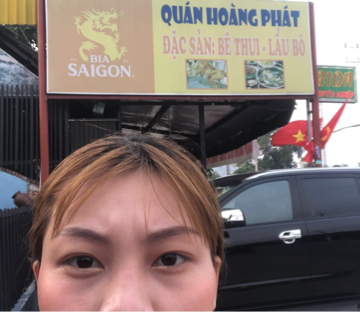 QUÁN HOÀNG PHÁT
ĐẶC SẢN: BÊ THUI - LẨU BÒ
BIA
SAIGON